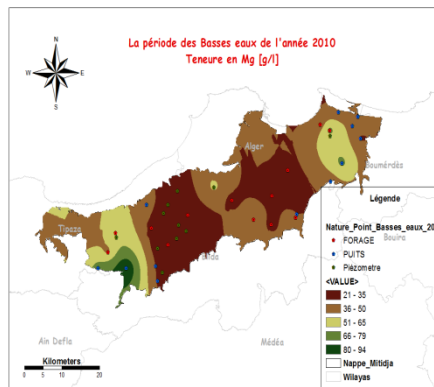 La période des Basses eaux de l'année 2010
Teneure en Mg [g/l]
N
W
E
S
Alger
Boumérdès
Tipaza
Blida
Bouira
Ain Defla
Médéa
Légende
Nature_Point_Basses_eaux_20
FORAGE
PUITS
Piézometre
<VALUE>
21 - 35
36 - 50
51 - 65
66 - 79
80 - 94
Nappe_Mitidja
Wilayas
Kilometers
0 5 10 20